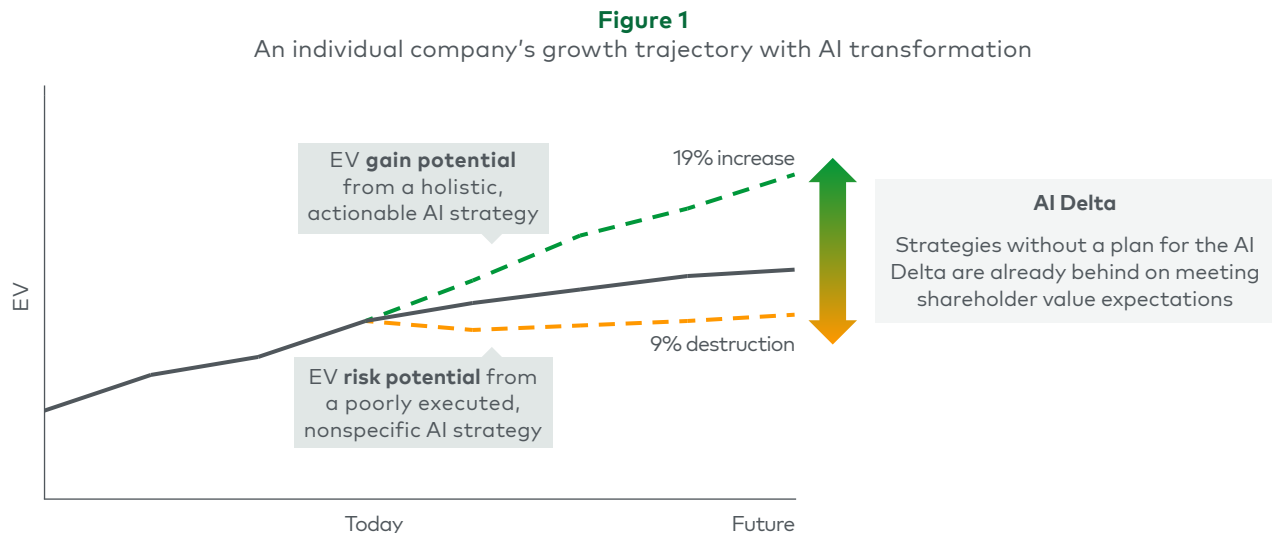 Figure 1
An individual company's growth trajectory with AI transformation
EV
EV gain potential
from a holistic,
actionable AI strategy
19% increase
AI Delta
Strategies without a plan for the AI
Delta are already behind on meeting
shareholder value expectations
9% destruction
EV risk potential from
a poorly executed,
nonspecific AI strategy
Today
Future